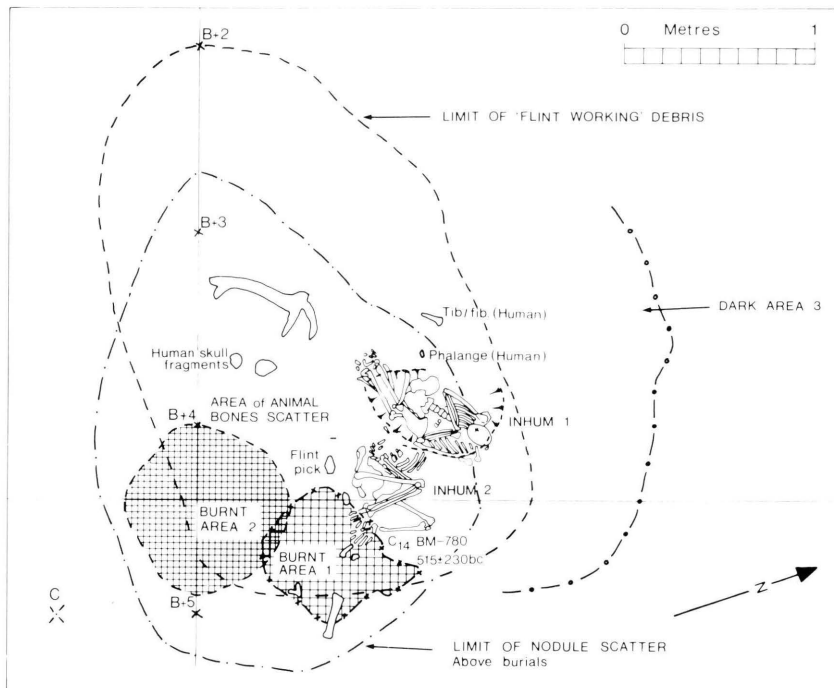 B+2
0 Metres 1
LIMIT OF 'FLINT WORKING' DEBRIS
B+3
DARK AREA 3
Tib/fib.(Human)
Phalange (Human)
Human skull
fragments
AREA of ANIMAL
BONES SCATTER
B+4
INHUM 1
Flint
pick
INHUM 2
BURNT
AREA 2
C14 BM-780
515±230bc
BURNT
AREA 1
C
B+5
N
LIMIT OF NODULE SCATTER
Above burials